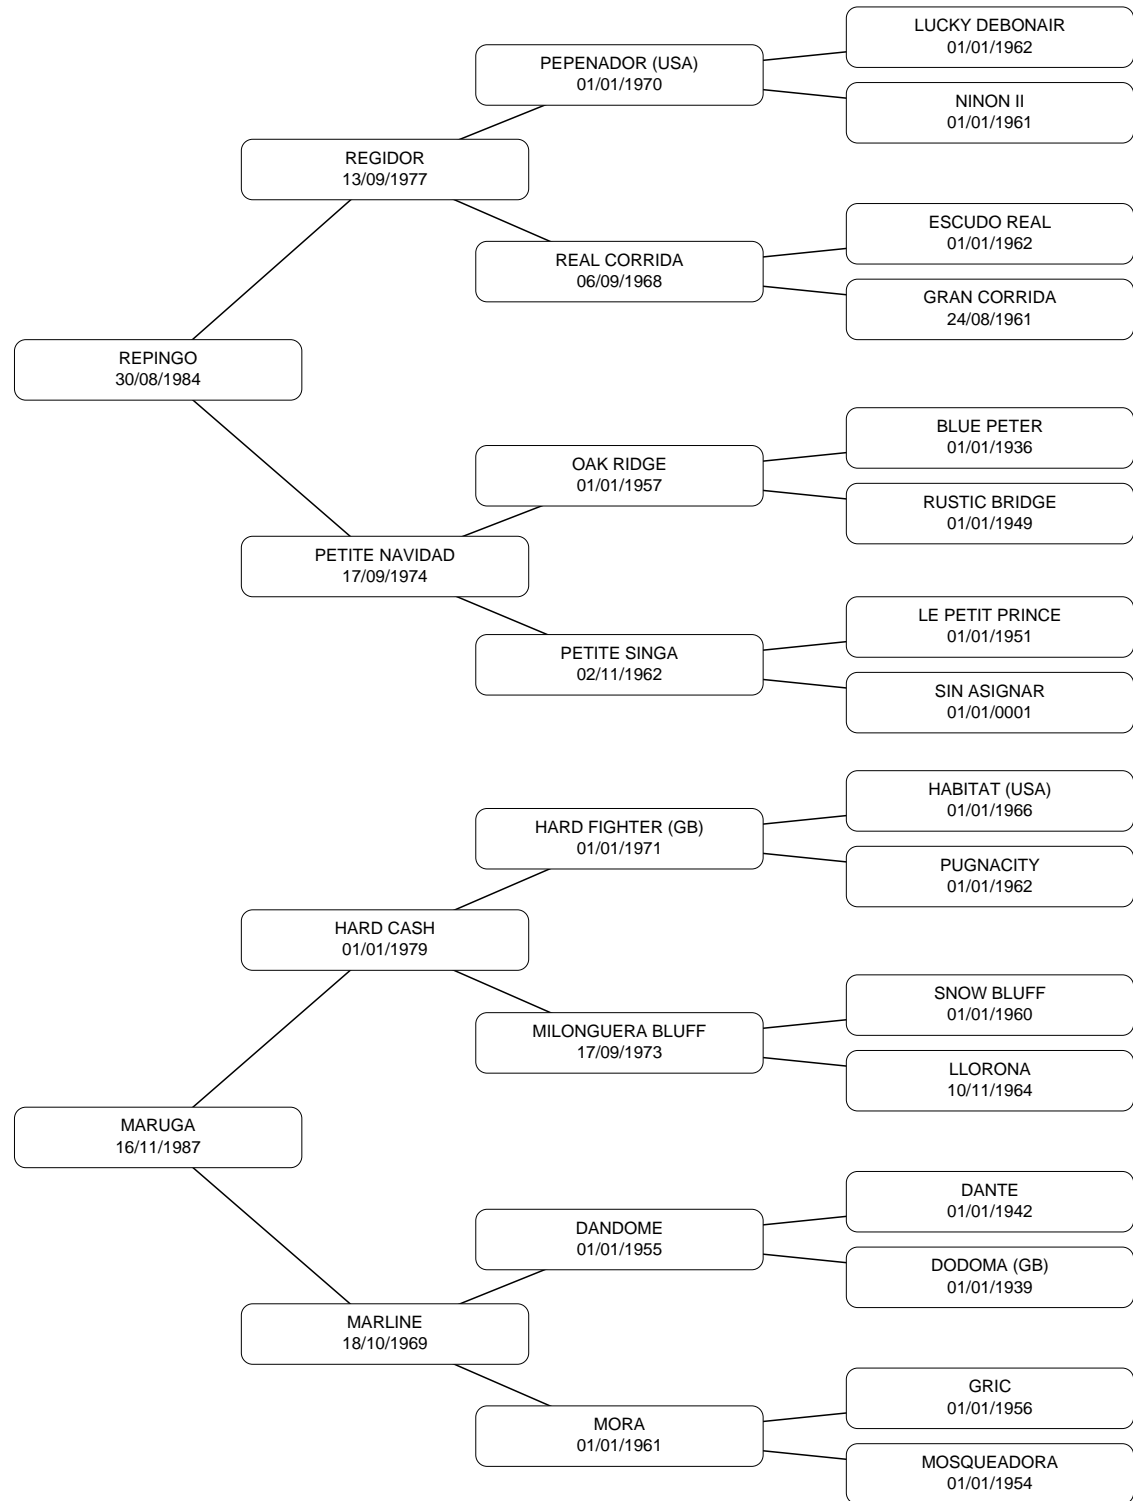 LUCKY DEBONAIR
01/01/1962
PEPENADOR (USA)
01/01/1970
NINON II
01/01/1961
REGIDOR
13/09/1977
ESCUDO REAL
01/01/1962
REAL CORRIDA
06/09/1968
GRAN CORRIDA
24/08/1961
REPINGO
30/08/1984
BLUE PETER
01/01/1936
OAK RIDGE
01/01/1957
RUSTIC BRIDGE
01/01/1949
PETITE NAVIDAD
17/09/1974
LE PETIT PRINCE
01/01/1951
PETITE SINGA
02/11/1962
SIN ASIGNAR
01/01/0001
HABITAT (USA)
01/01/1966
HARD FIGHTER (GB)
01/01/1971
PUGNACITY
01/01/1962
HARD CASH
01/01/1979
SNOW BLUFF
01/01/1960
MILONGUERA BLUFF
17/09/1973
LLORONA
10/11/1964
MARUGA
16/11/1987
DANTE
01/01/1942
DANDOME
01/01/1955
DODOMA (GB)
01/01/1939
MARLINE
18/10/1969
GRIC
01/01/1956
MORA
01/01/1961
MOSQUEADORA
01/01/1954